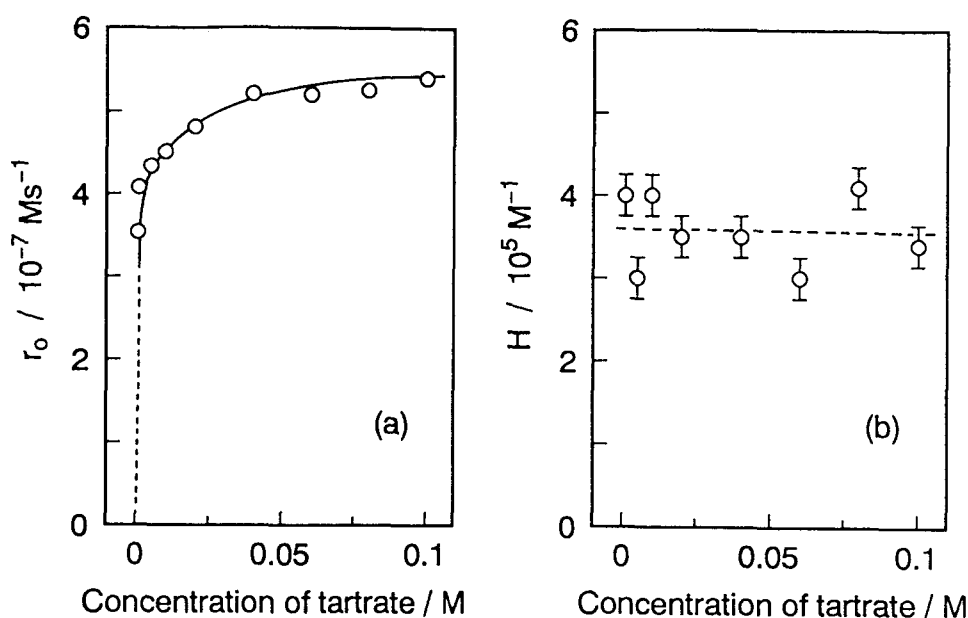 6
4
2
0
r₀ / 10⁻⁷ Ms⁻¹
(a)
0 0.05 0.1
Concentration of tartrate / M
6
4
2
0
H / 10⁵ M⁻¹
(b)
0 0.05 0.1
Concentration of tartrate / M